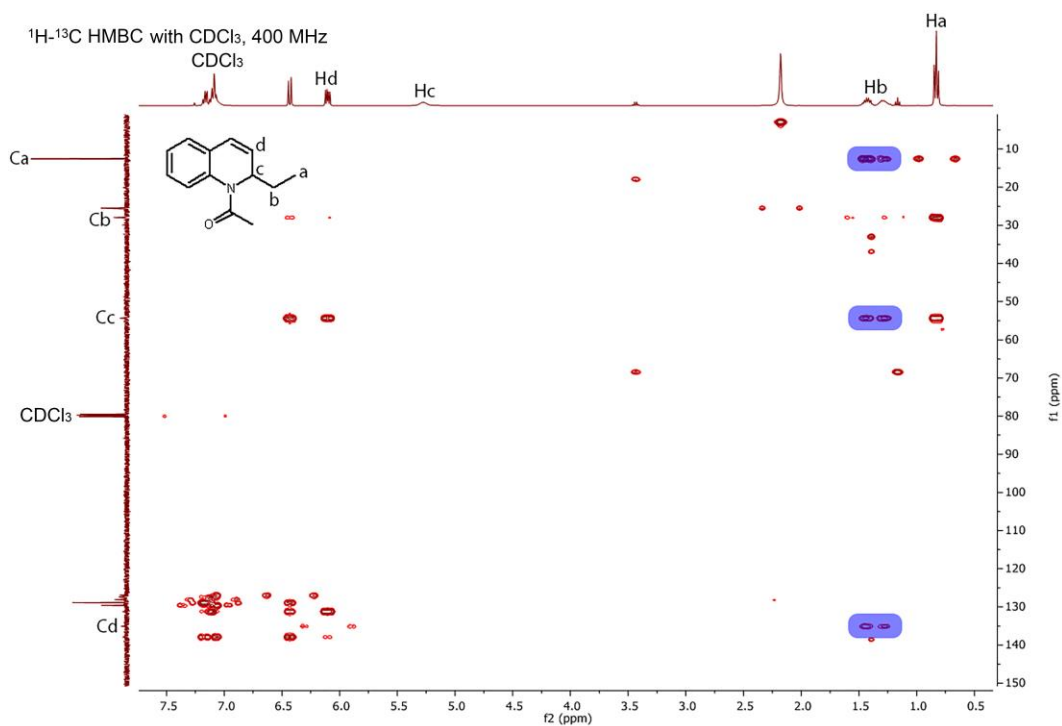 ¹H-¹³C HMBC with CDCl₃, 400 MHz
CDCl₃
Ha
Hd
Hb
Hc
Ca
Cb
Cc
CDCl₃
Cd
d
c
a
b
N
O
10
20
30
40
50
60
70
80
90
100
110
120
130
140
150
f1 (ppm)
7.5 7.0 6.5 6.0 5.5 5.0 4.5 4.0 3.5 3.0 2.5 2.0 1.5 1.0 0.5
f2 (ppm)